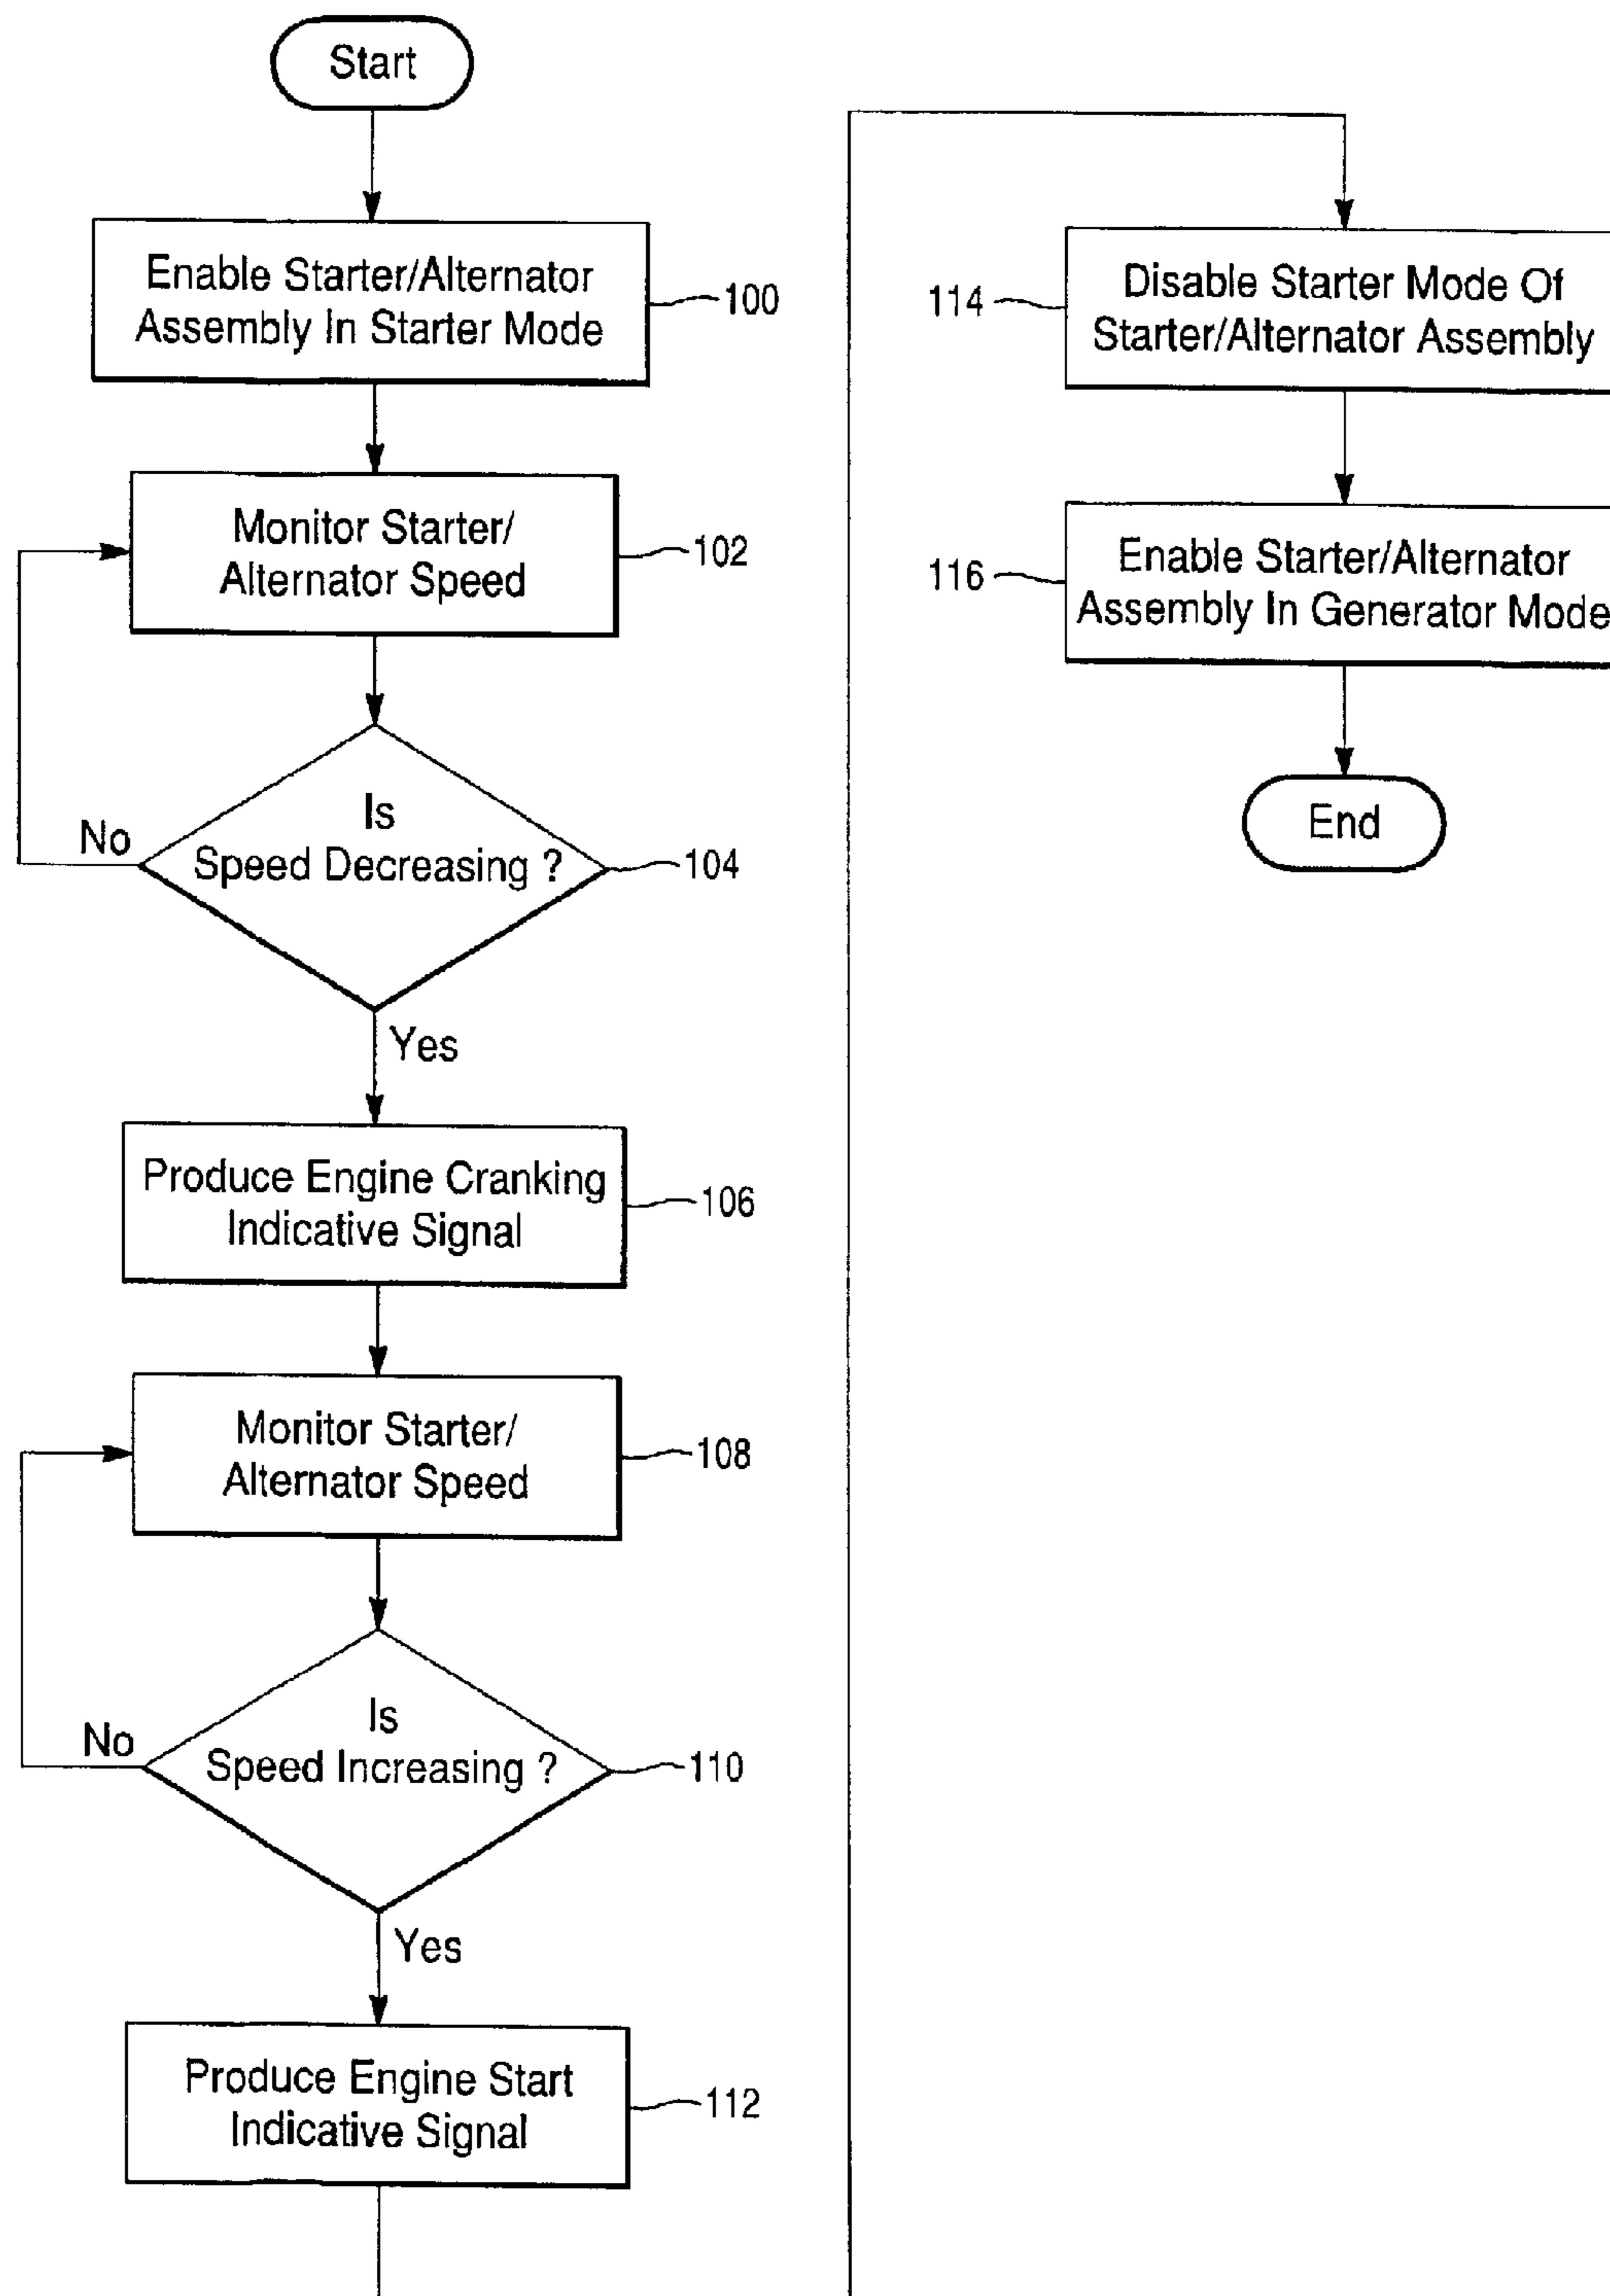 Start
Enable Starter/Alternator
Assembly In Starter Mode
100
Monitor Starter/
Alternator Speed
102
Is
Speed Decreasing ?
No
104
Yes
Produce Engine Cranking
Indicative Signal
106
Monitor Starter/
Alternator Speed
108
Is
Speed Increasing ?
No
110
Yes
Produce Engine Start
Indicative Signal
112
114
Disable Starter Mode Of
Starter/Alternator Assembly
116
Enable Starter/Alternator
Assembly In Generator Mode
End